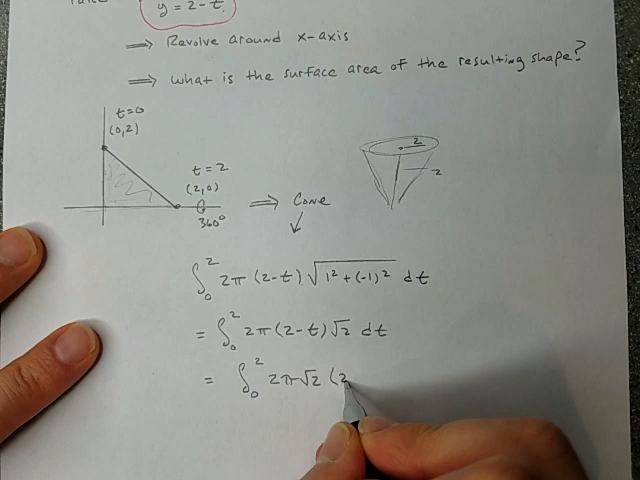 y = 2 - t
⟹ Revolve around x-axis
⟹ what is the surface area of the resulting shape?
t=0
(0,2)
t = 2
(2,0)
360°
⟹ Cone
↓
2
2
∫₀² 2π (2-t) √(1² + (-1)²) dt
= ∫₀² 2π (2-t) √2 dt
= ∫₀² 2π √2 (2